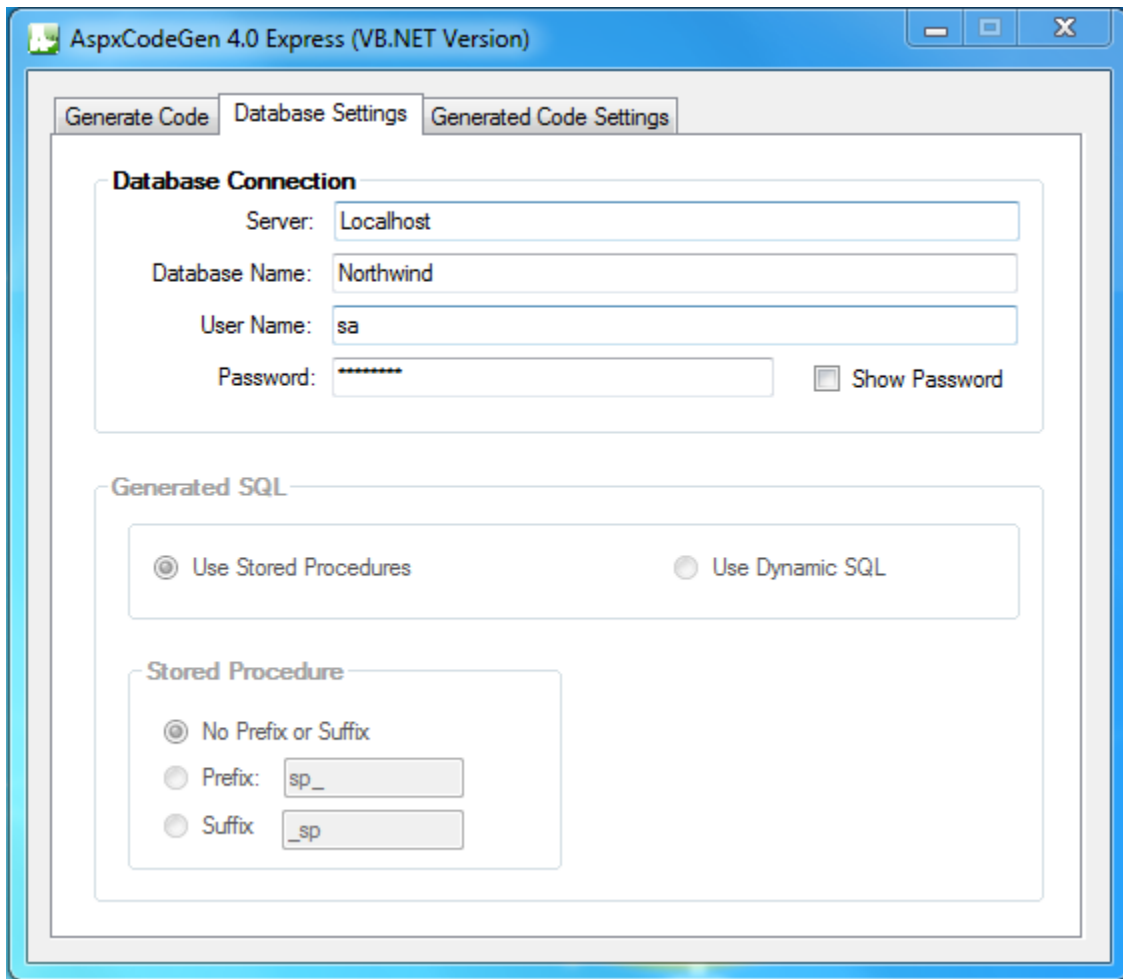 AspxCodeGen 4.0 Express (VB.NET Version)
Generate Code Database Settings Generated Code Settings
Database Connection
Server: Localhost
Database Name: Northwind
User Name: sa
Password: ******** Show Password
Generated SQL
Use Stored Procedures Use Dynamic SQL
Stored Procedure
No Prefix or Suffix
Prefix: sp_
Suffix _sp